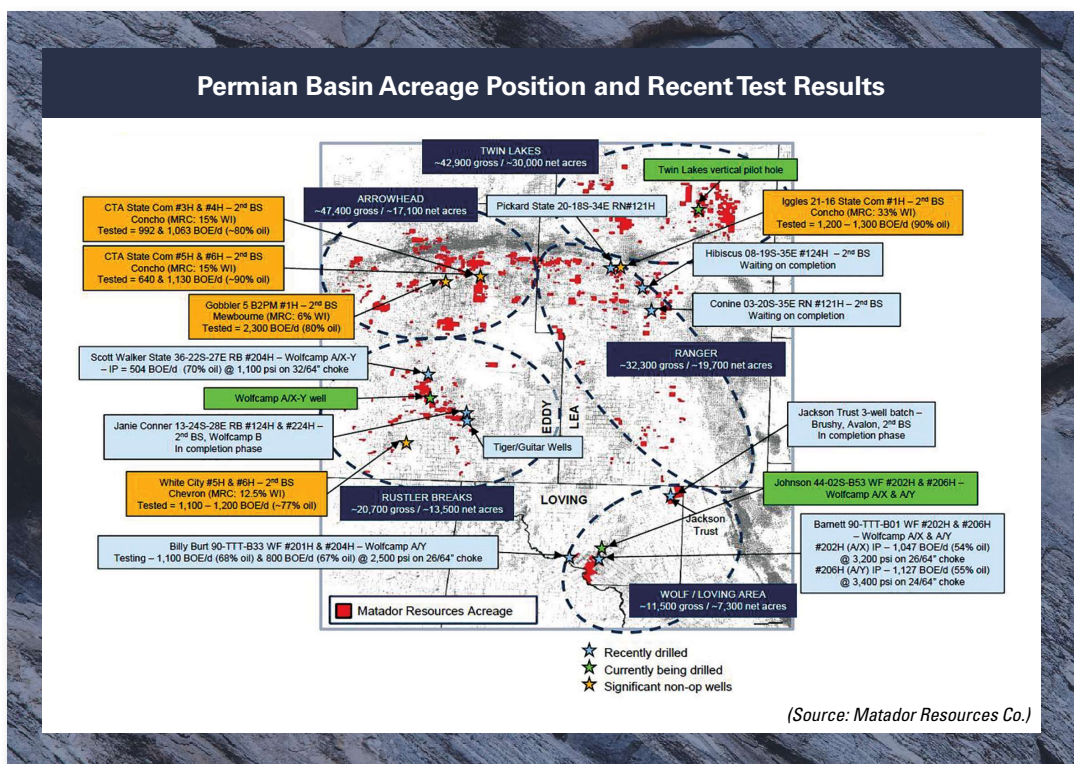 Permian Basin Acreage Position and Recent Test Results
TWIN LAKES
~42,900 gross / ~30,000 net acres
Twin Lakes vertical pilot hole
ARROWHEAD
~47,400 gross / ~17,100 net acres
Pickard State 20-18S-34E RN#121H
CTA State Com #3H & #4H – 2nd BS
Concho (MRC: 15% WI)
Tested = 992 & 1,063 BOE/d (~80% oil)
Iggles 21-16 State Com #1H – 2nd BS
Concho (MRC: 33% WI)
Tested = 1,200 – 1,300 BOE/d (90% oil)
CTA State Com #5H & #6H – 2nd BS
Concho (MRC: 15% WI)
Tested = 640 & 1,130 BOE/d (~90% oil)
Hibiscus 08-19S-35E #124H – 2nd BS
Waiting on completion
Gobbler 5 B2PM #1H – 2nd BS
Mewbourne (MRC: 6% WI)
Tested = 2,300 BOE/d (80% oil)
Conine 03-20S-35E RN #121H – 2nd BS
Waiting on completion
Scott Walker State 36-22S-27E RB #204H – Wolfcamp A/X-Y
– IP = 504 BOE/d (70% oil) @ 1,100 psi on 32/64" choke
RANGER
~32,300 gross / ~19,700 net acres
Wolfcamp A/X-Y well
EDDY
LEA
Janie Conner 13-24S-28E RB #124H & #224H –
2nd BS, Wolfcamp B
In completion phase
Tiger/Guitar Wells
Jackson Trust 3-well batch –
Brushy, Avalon, 2nd BS
In completion phase
White City #5H & #6H – 2nd BS
Chevron (MRC: 12.5% WI)
Tested = 1,100 – 1,200 BOE/d (~77% oil)
RUSTLER BREAKS
~20,700 gross / ~13,500 net acres
LOVING
Johnson 44-02S-B53 WF #202H & #206H –
Wolfcamp A/X & A/Y
Jackson
Trust
Billy Burt 90-TTT-B33 WF #201H & #204H – Wolfcamp A/Y
Testing – 1,100 BOE/d (68% oil) & 800 BOE/d (67% oil) @ 2,500 psi on 26/64" choke
Barnett 90-TTT-B01 WF #202H & #206H
– Wolfcamp A/X & A/Y
#202H (A/X) IP – 1,047 BOE/d (54% oil)
@ 3,200 psi on 26/64" choke
#206H (A/Y) IP – 1,127 BOE/d (55% oil)
@ 3,400 psi on 24/64" choke
WOLF / LOVING AREA
~11,500 gross / ~7,300 net acres
Matador Resources Acreage
Recently drilled
Currently being drilled
Significant non-op wells
(Source: Matador Resources Co.)